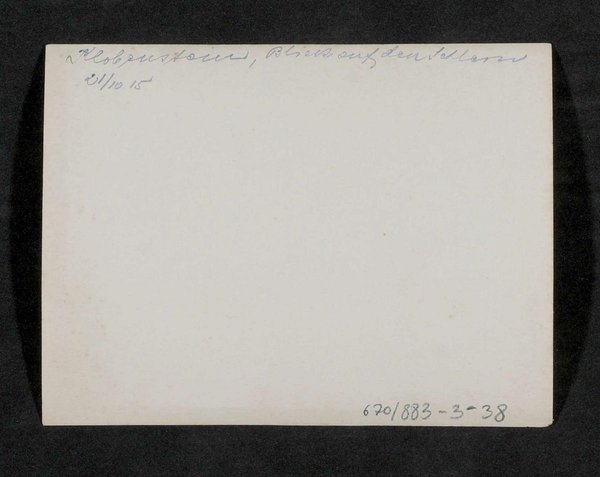 Klobenstein, Blick auf den Schlern
21/10 15
670/883-3-38